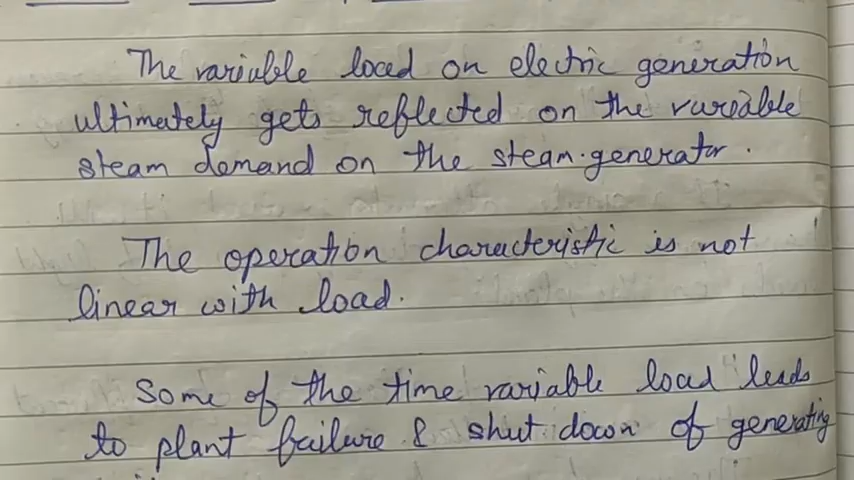 The variable load on electric generation
ultimately gets reflected on the variable
steam demand on the steam generator.
The operation characteristic is not
linear with load.
Some of the time variable load leads
to plant failure & shut down of generating